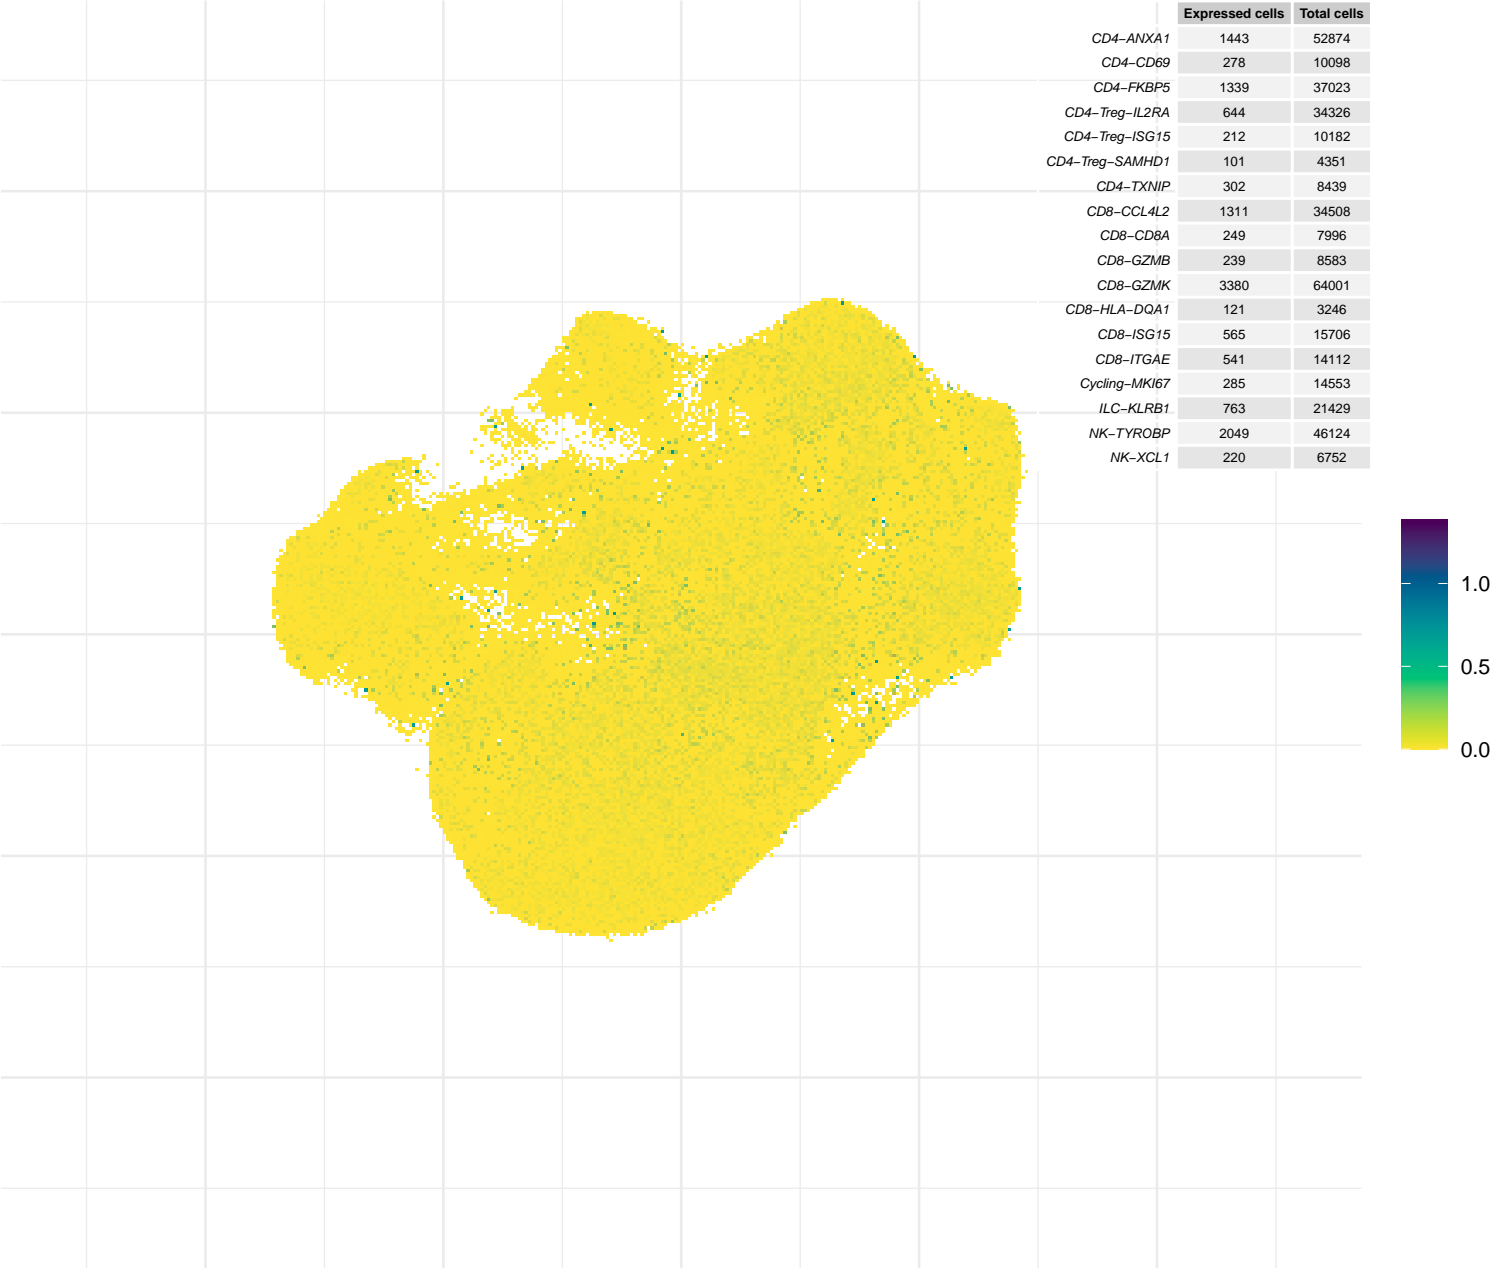 Expressed cells Total cells
CD4−ANXA1 1443 52874
CD4−CD69 278 10098
CD4−FKBP5 1339 37023
CD4−Treg−IL2RA 644 34326
CD4−Treg−ISG15 212 10182
CD4−Treg−SAMHD1 101 4351
CD4−TXNIP 302 8439
CD8−CCL4L2 1311 34508
CD8−CD8A 249 7996
CD8−GZMB 239 8583
CD8−GZMK 3380 64001
CD8−HLA−DQA1 121 3246
CD8−ISG15 565 15706
CD8−ITGAE 541 14112
Cycling−MKI67 285 14553
ILC−KLRB1 763 21429
NK−TYROBP 2049 46124
NK−XCL1 220 6752
1.0
0.5
0.0